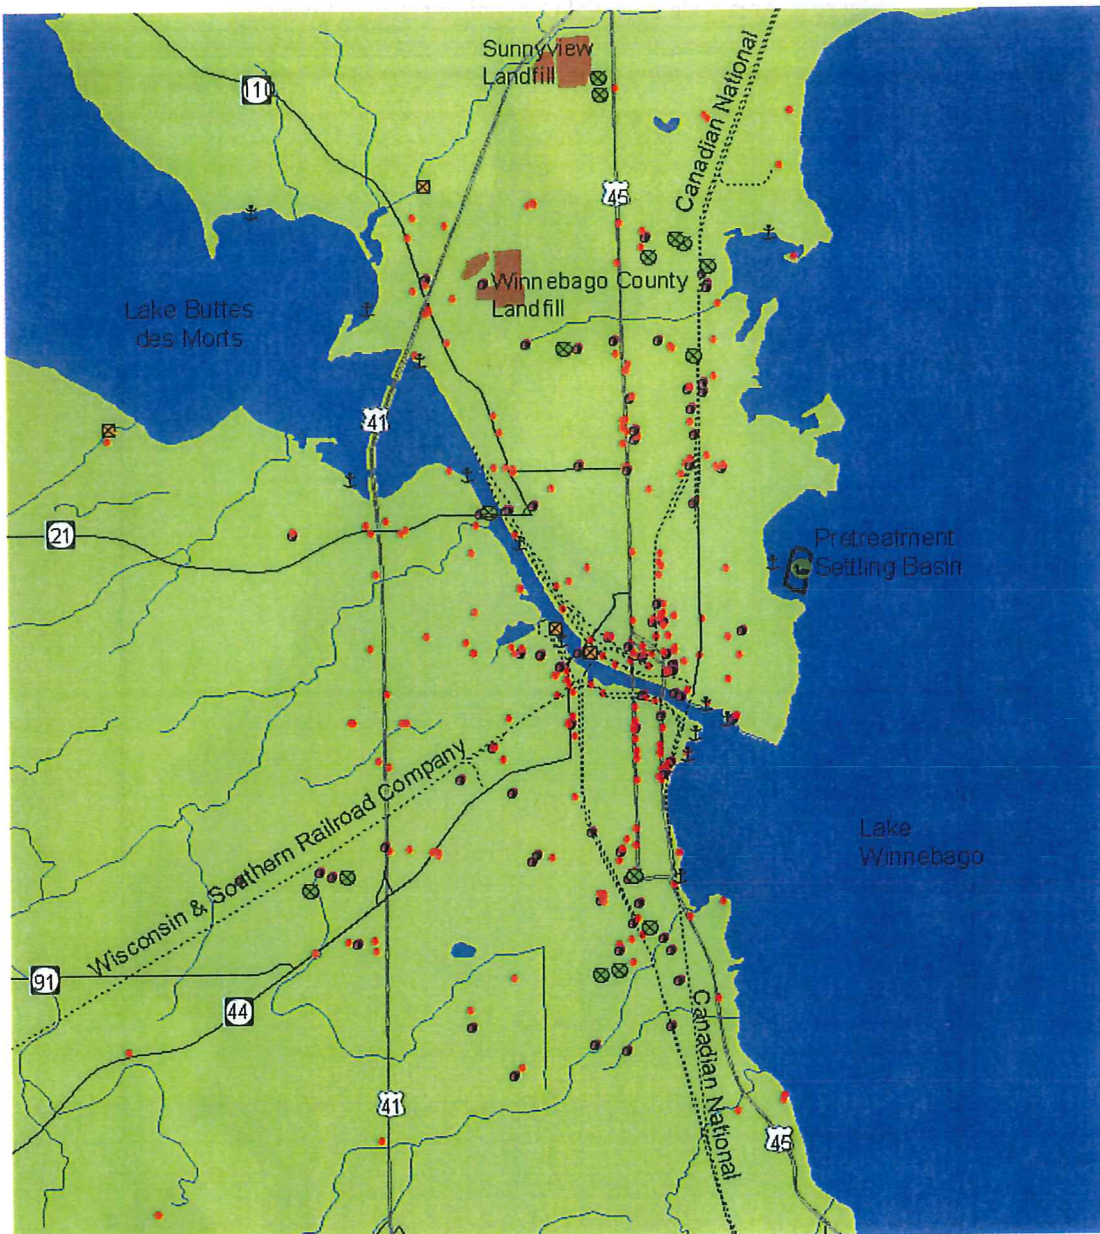 Sunnyview
Landfill
110
Canadian National
45
Winnebago County
Landfill
Lake Buttes
des Morts
41
21
Pretreatment
Settling Basin
Wisconsin & Southern Railroad Company
Lake
Winnebago
91
44
Canadian National
41
45